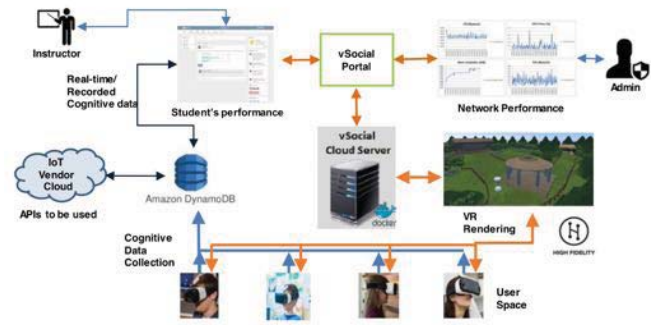 Instructor
Real-time/
Recorded
Cognitive data
Student's performance
vSocial
Portal
Network Performance
Admin
IoT
Vendor
Cloud
APIs to be used
Amazon DynamoDB
vSocial
Cloud Server
docker
VR
Rendering
HIGH FIDELITY
Cognitive
Data
Collection
User
Space